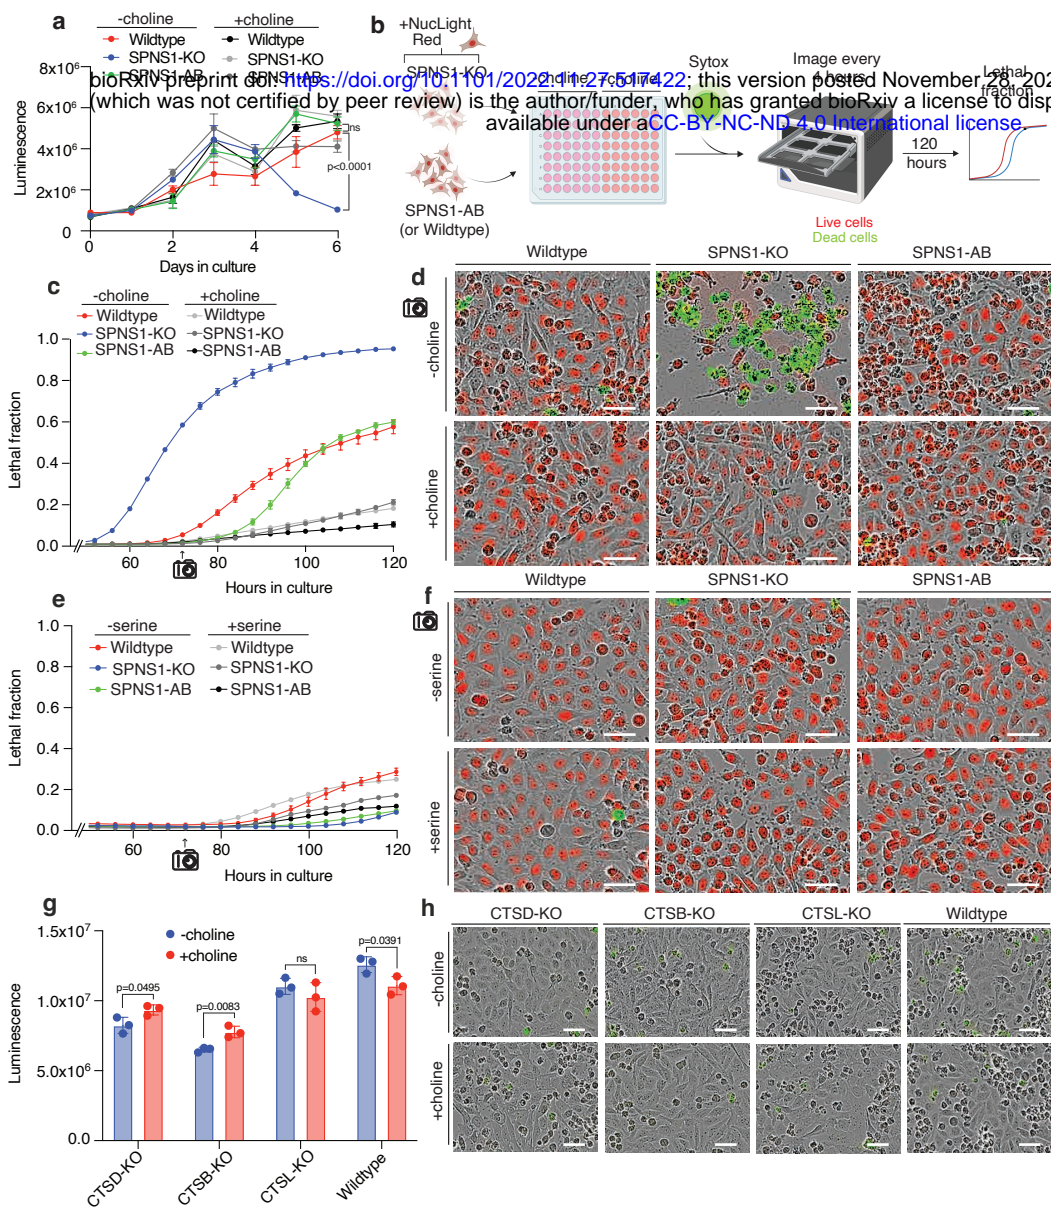 a
-choline
+choline
Wildtype
Wildtype
SPNS1-KO
SPNS1-KO
SPNS1-AB
SPNS1-AB
8x10⁶
6x10⁶
4x10⁶
2x10⁶
0
Luminescence
ns
p<0.0001
0
2
4
6
Days in culture
b
+NucLight
Red
SPNS1-KO
SPNS1-AB
(or Wildtype)
-choline
+choline
Sytox
Image every
4 hours
Live cells
Dead cells
120
hours
Lethal
fraction
bioRxiv preprint doi: https://doi.org/10.1101/2022.11.27.517422; this version posted November 28, 202
(which was not certified by peer review) is the author/funder, who has granted bioRxiv a license to disp
available under aCC-BY-NC-ND 4.0 International license.
c
-choline
+choline
Wildtype
Wildtype
SPNS1-KO
SPNS1-KO
SPNS1-AB
SPNS1-AB
1.0
0.8
0.6
0.4
0.2
0.0
Lethal fraction
60
80
100
120
Hours in culture
d
Wildtype
SPNS1-KO
SPNS1-AB
-choline
+choline
e
-serine
+serine
Wildtype
Wildtype
SPNS1-KO
SPNS1-KO
SPNS1-AB
SPNS1-AB
1.0
0.8
0.6
0.4
0.2
0.0
Lethal fraction
60
80
100
120
Hours in culture
f
Wildtype
SPNS1-KO
SPNS1-AB
-serine
+serine
g
-choline
+choline
1.5x10⁷
1.0x10⁷
5.0x10⁶
0.0
Luminescence
p=0.0495
p=0.0083
ns
p=0.0391
CTSD-KO
CTSB-KO
CTSL-KO
Wildtype
h
CTSD-KO
CTSB-KO
CTSL-KO
Wildtype
-choline
+choline